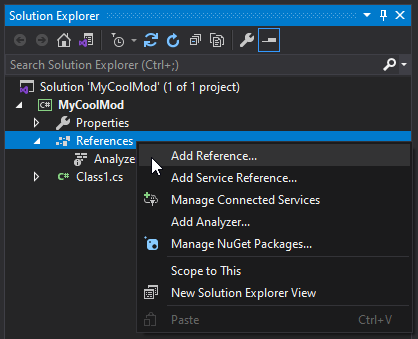 Solution Explorer
Search Solution Explorer (Ctrl+;)
Solution 'MyCoolMod' (1 of 1 project)
C# MyCoolMod
Properties
References
Analyze
C# Class1.cs
Add Reference...
Add Service Reference...
Manage Connected Services
Add Analyzer...
Manage NuGet Packages...
Scope to This
New Solution Explorer View
Paste Ctrl+V